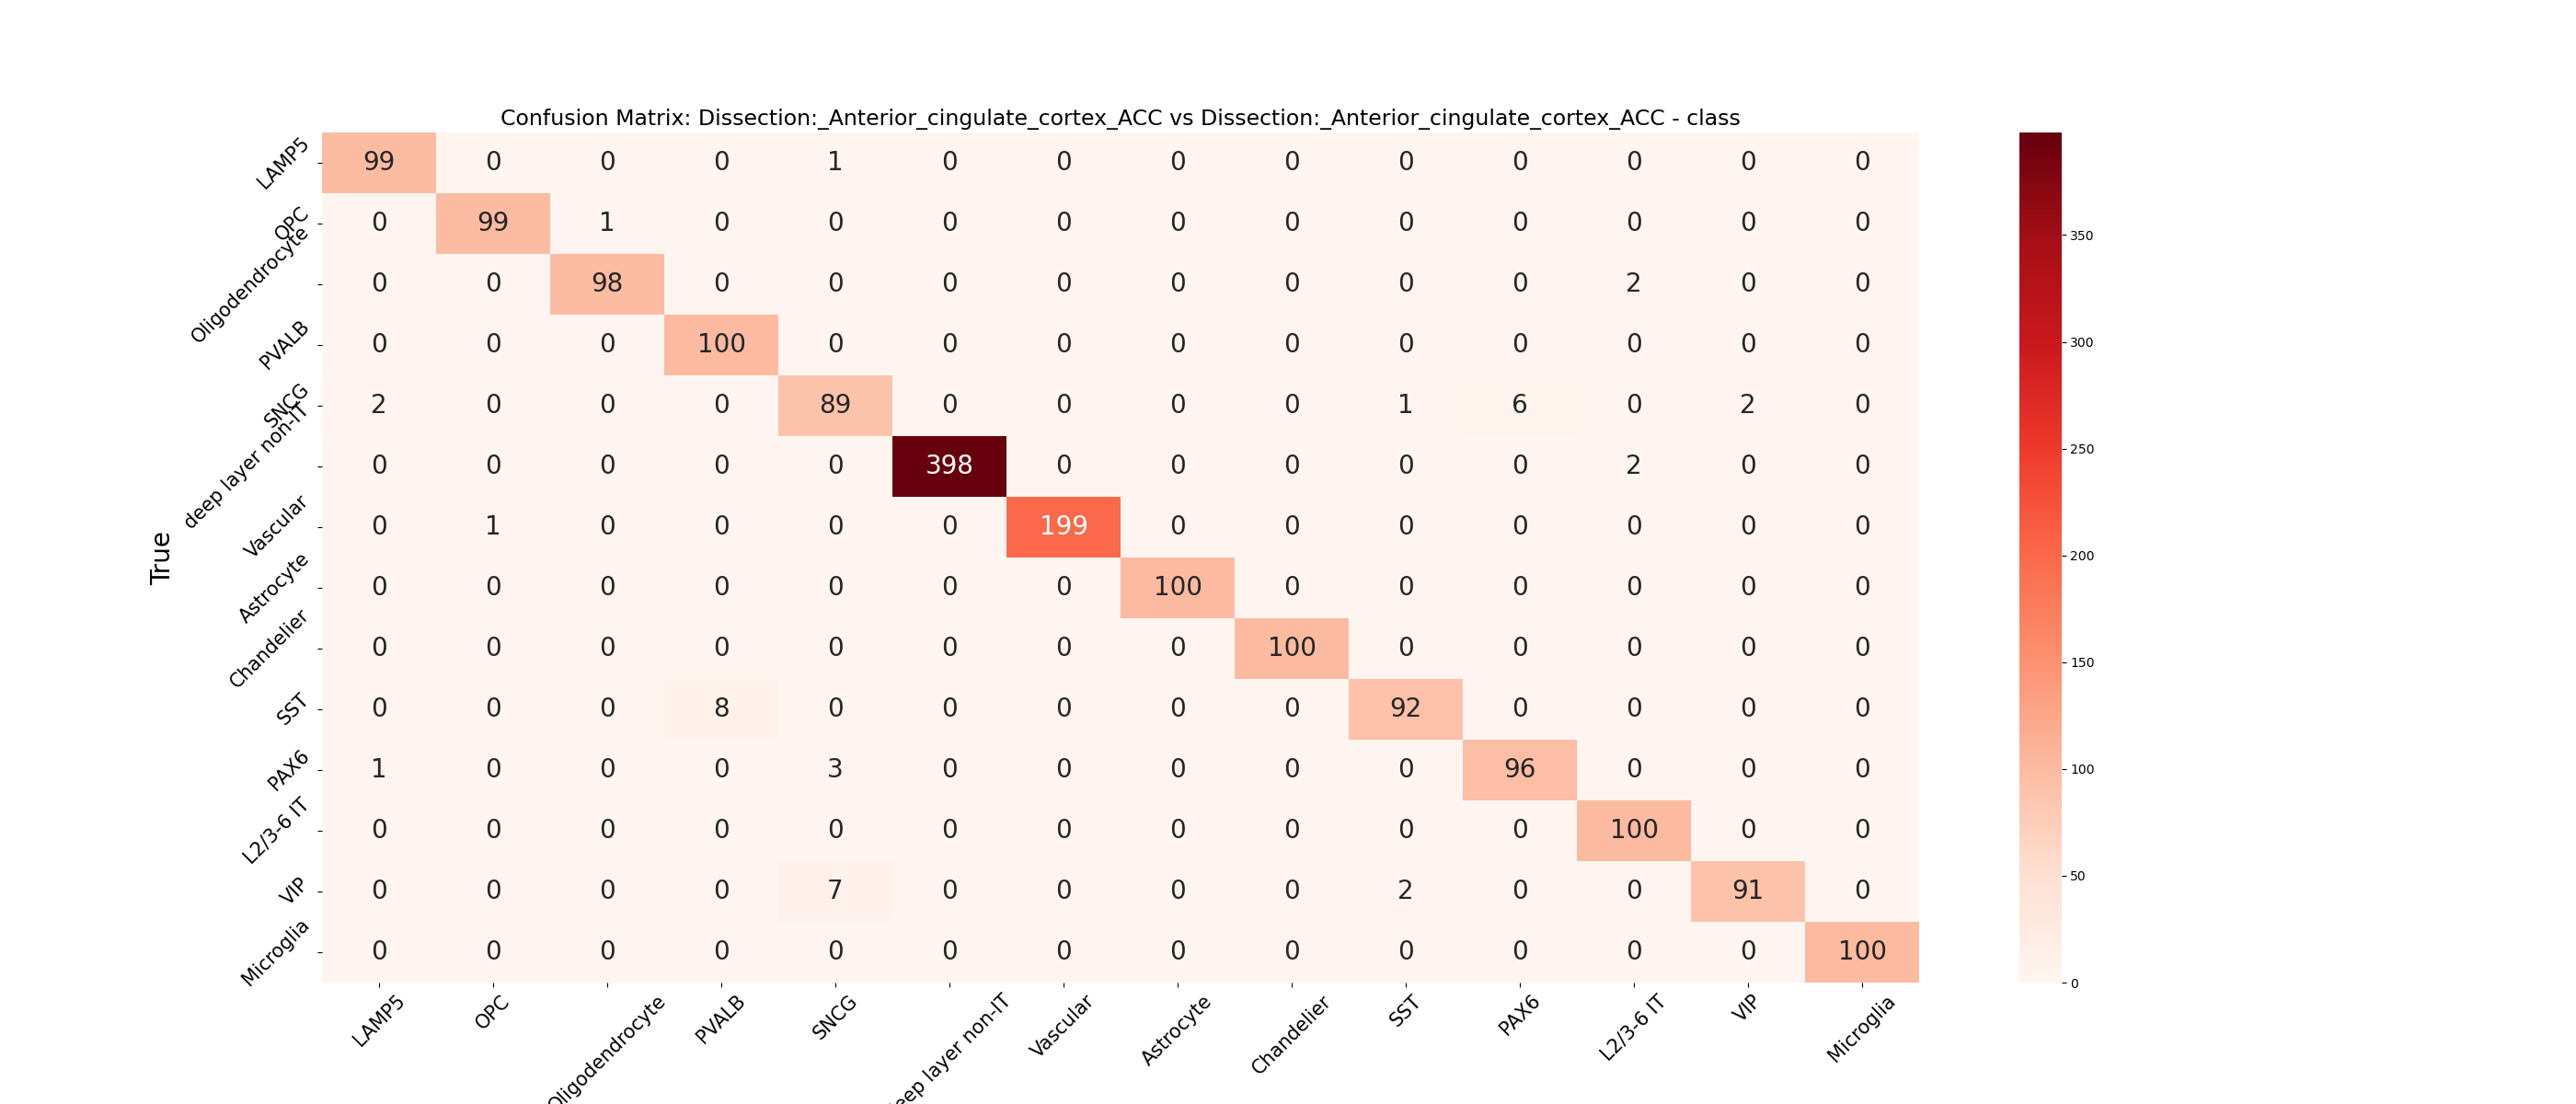 Confusion Matrix: Dissection:_Anterior_cingulate_cortex_ACC vs Dissection:_Anterior_cingulate_cortex_ACC - class
True
LAMP5 99 0 0 0 1 0 0 0 0 0 0 0 0 0
OPC 0 99 1 0 0 0 0 0 0 0 0 0 0 0
Oligodendrocyte 0 0 98 0 0 0 0 0 0 0 0 2 0 0
PVALB 0 0 0 100 0 0 0 0 0 0 0 0 0 0
SNCG 2 0 0 0 89 0 0 0 0 1 6 0 2 0
deep layer non-IT 0 0 0 0 0 398 0 0 0 0 0 2 0 0
Vascular 0 1 0 0 0 0 199 0 0 0 0 0 0 0
Astrocyte 0 0 0 0 0 0 0 100 0 0 0 0 0 0
Chandelier 0 0 0 0 0 0 0 0 100 0 0 0 0 0
SST 0 0 0 8 0 0 0 0 0 92 0 0 0 0
PAX6 1 0 0 0 3 0 0 0 0 0 96 0 0 0
L2/3-6 IT 0 0 0 0 0 0 0 0 0 0 0 100 0 0
VIP 0 0 0 0 7 0 0 0 0 2 0 0 91 0
Microglia 0 0 0 0 0 0 0 0 0 0 0 0 0 100
LAMP5 OPC Oligodendrocyte PVALB SNCG eep layer non-IT Vascular Astrocyte Chandelier SST PAX6 L2/3-6 IT VIP Microglia
350
300
250
200
150
100
50
0